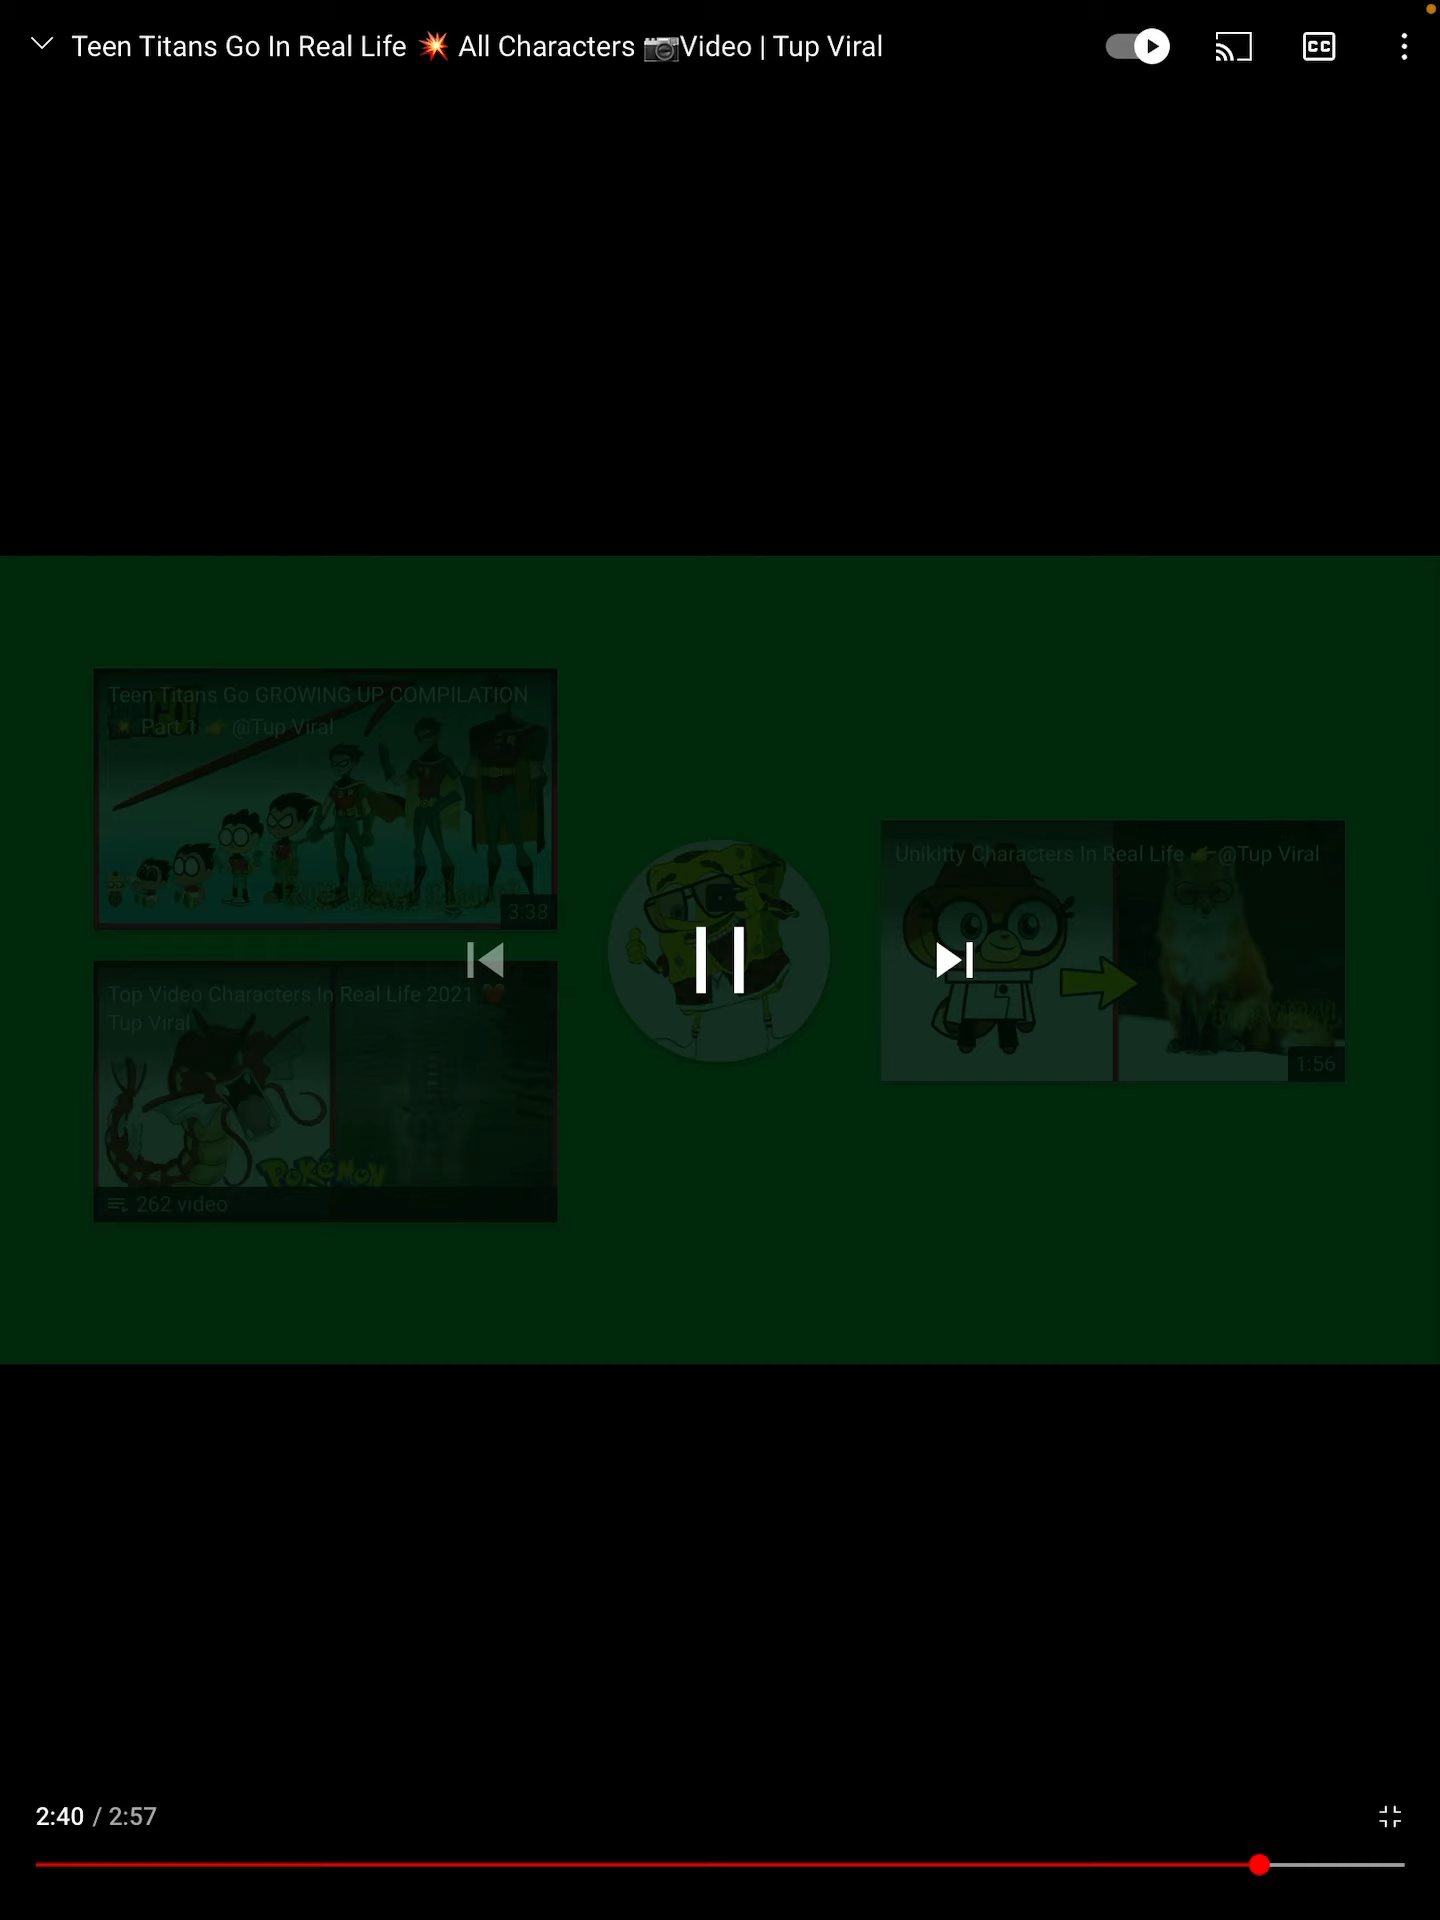 Teen Titans Go In Real Life 💥 All Characters 📷Video | Tup Viral
Teen Titans Go GROWING UP COMPILATION
💥 Part 1 👉 @Tup Viral
3:38
Top Video Characters In Real Life 2021 ❤️
Tup Viral
POKéMON
262 video
Unikitty Characters In Real Life 👉@Tup Viral
1:56
2:40 / 2:57